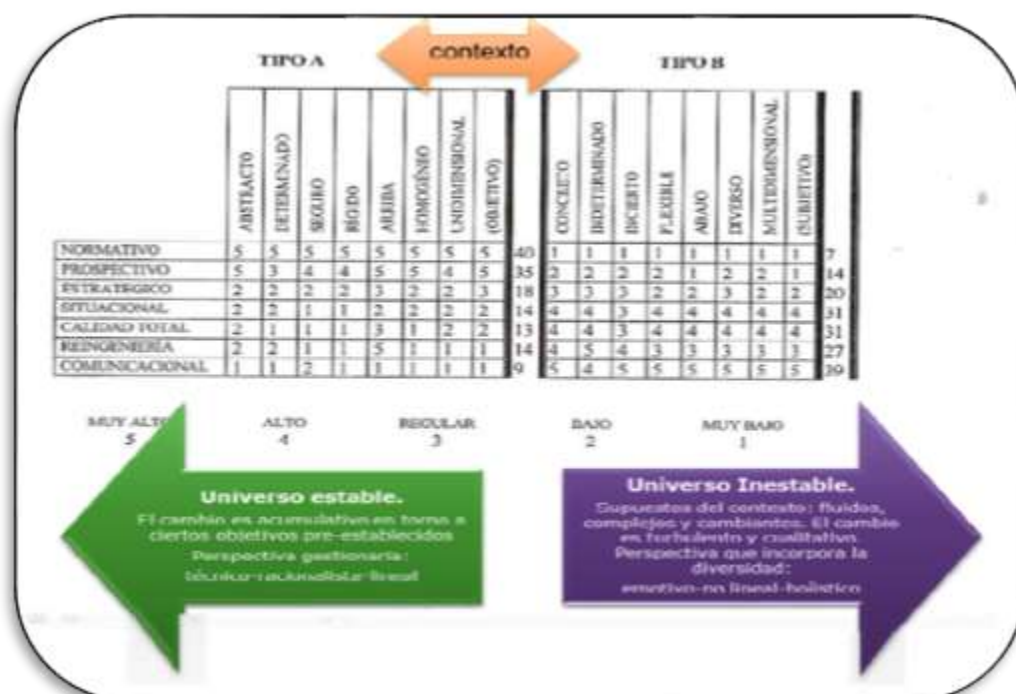 contexto
TIPO A TIPO B
ABSTRACTO
DETERMINADO
SEGURO
RÍGIDO
ARRIBA
HOMOGÉNEO
UNIDIMENSIONAL
(OBJETIVO)
CONCRETO
INDETERMINADO
INCIERTO
FLEXIBLE
ABAJO
DIVERSO
MULTIDIMENSIONAL
(SUBJETIVO)
NORMATIVO 5 5 5 5 5 5 5 5 40 1 1 1 1 1 1 1 1 7
PROSPECTIVO 5 3 4 4 5 5 4 5 35 2 2 2 2 1 2 2 1 14
ESTRATEGICO 2 2 2 2 3 2 2 3 18 3 3 3 2 2 3 2 2 20
SITUACIONAL 2 2 1 1 2 2 2 2 14 4 4 3 4 4 4 4 4 31
CALIDAD TOTAL 2 1 1 1 3 1 2 2 13 4 4 3 4 4 4 4 4 31
REINGENIERÍA 2 2 1 1 5 1 1 1 14 4 5 4 3 3 3 3 3 27
COMUNICACIONAL 1 1 2 1 1 1 1 1 9 5 4 5 5 5 5 5 5 39
MUY ALTO ALTO REGULAR BAJO MUY BAJO
5 4 3 2 1
Universo estable.
El cambio es acumulativo en torno a
ciertos objetivos pre-establecidos
Perspectiva gestionaria:
técnico-racionalista-lineal
Universo Inestable.
Supuestos del contexto: fluidos,
complejos y cambiantes. El cambio
es turbulento y cualitativo.
Perspectiva que incorpora la
diversidad:
emotivo-no lineal-holístico